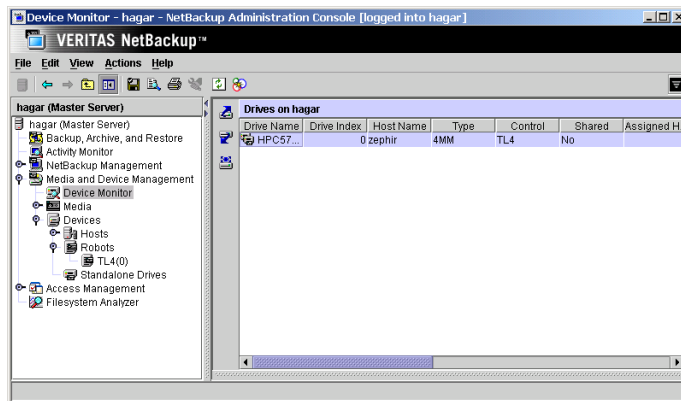 Device Monitor - hagar - NetBackup Administration Console [logged into hagar]
VERITAS NetBackup™
File Edit View Actions Help
hagar (Master Server)
hagar (Master Server)
Backup, Archive, and Restore
Activity Monitor
NetBackup Management
Media and Device Management
Device Monitor
Media
Devices
Hosts
Robots
TL4(0)
Standalone Drives
Access Management
Filesystem Analyzer
Drives on hagar
Drive Name Drive Index Host Name Type Control Shared Assigned H
HPC57... 0 zephir 4MM TL4 No